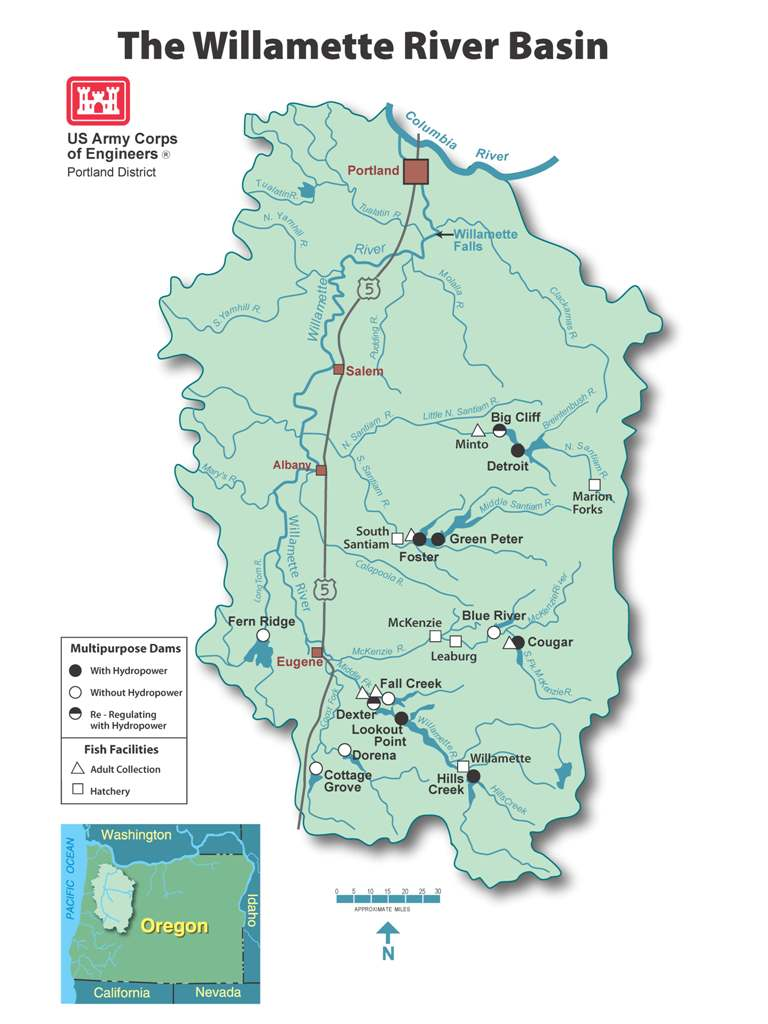 The Willamette River Basin
US Army Corps
of Engineers ®
Portland District
Columbia
River
Portland
Tualatin R.
Tualatin R.
N. Yamhill R.
Willamette
Falls
River
Willamette
5
Molalla R.
Clackamas R.
S. Yamhill R.
Pudding R.
Salem
Little N. Santiam R.
Big Cliff
Breintenbush R.
N. Santiam R.
Minto
Detroit
N. Santiam R.
Albany
Mary's R.
S. Santiam R.
Marion
Forks
Middle Santiam R.
South
Santiam
Green Peter
Foster
Willamette River
Calapooia R.
Long Tom R.
5
McKenzie River
Fern Ridge
McKenzie
Blue River
Cougar
Leaburg
McKenzie R.
S. Fk. McKenzie R.
Eugene
Middle Fk.
Fall Creek
Coast Fork
Dexter
Lookout
Point
Willamette R.
Dorena
Willamette
Cottage
Grove
Hills
Creek
Hills Creek
Multipurpose Dams
With Hydropower
Without Hydropower
Re - Regulating
with Hydropower
Fish Facilities
Adult Collection
Hatchery
Washington
PACIFIC OCEAN
Oregon
Idaho
California
Nevada
0 5 10 15 20 25 30
APPROXIMATE MILES
N